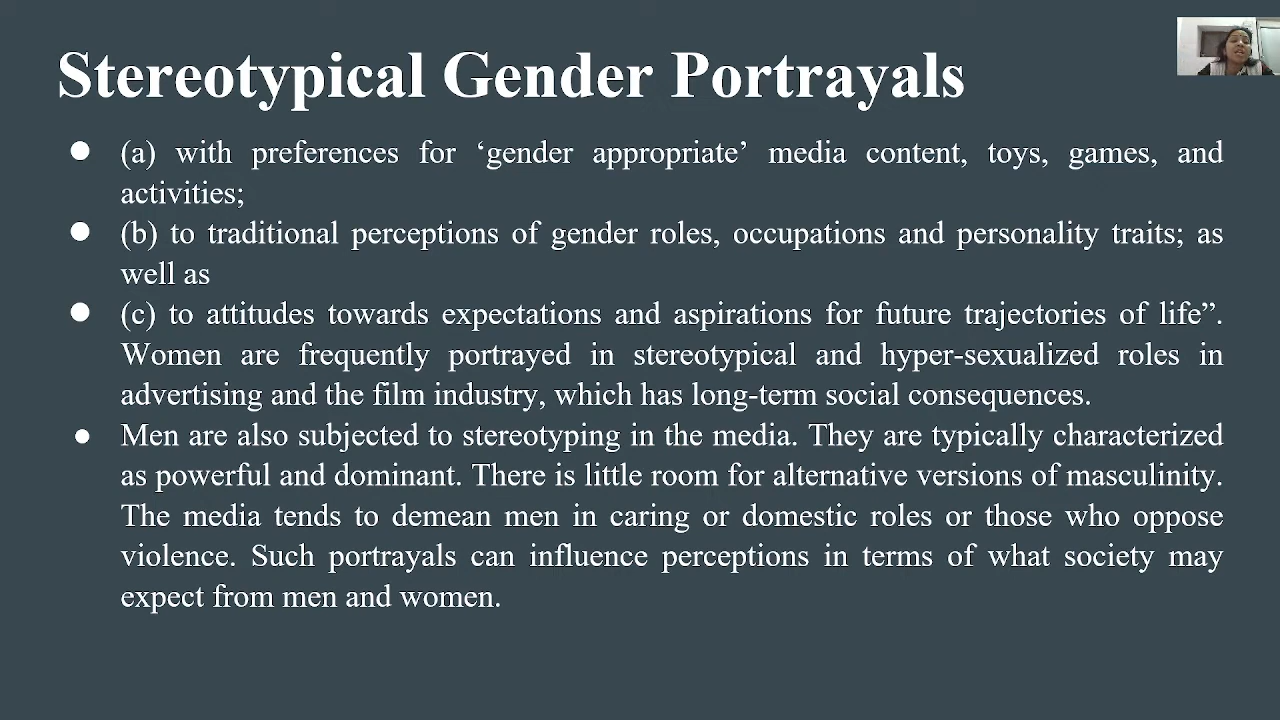 Stereotypical Gender Portrayals
● (a) with preferences for ‘gender appropriate’ media content, toys, games, and
activities;
● (b) to traditional perceptions of gender roles, occupations and personality traits; as
well as
● (c) to attitudes towards expectations and aspirations for future trajectories of life”.
Women are frequently portrayed in stereotypical and hyper-sexualized roles in
advertising and the film industry, which has long-term social consequences.
● Men are also subjected to stereotyping in the media. They are typically characterized
as powerful and dominant. There is little room for alternative versions of masculinity.
The media tends to demean men in caring or domestic roles or those who oppose
violence. Such portrayals can influence perceptions in terms of what society may
expect from men and women.